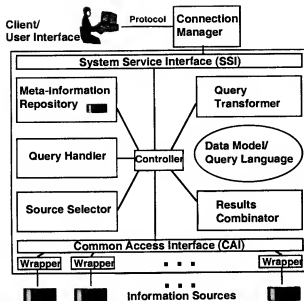 Client/
User Interface
Protocol
Connection
Manager
System Service Interface (SSI)
Meta-information
Repository
Query
Transformer
Query Handler
Controller
Data Model/
Query Language
Source Selector
Results
Combinator
Common Access Interface (CAI)
Wrapper
Wrapper
. . .
Wrapper
. . .
Information Sources